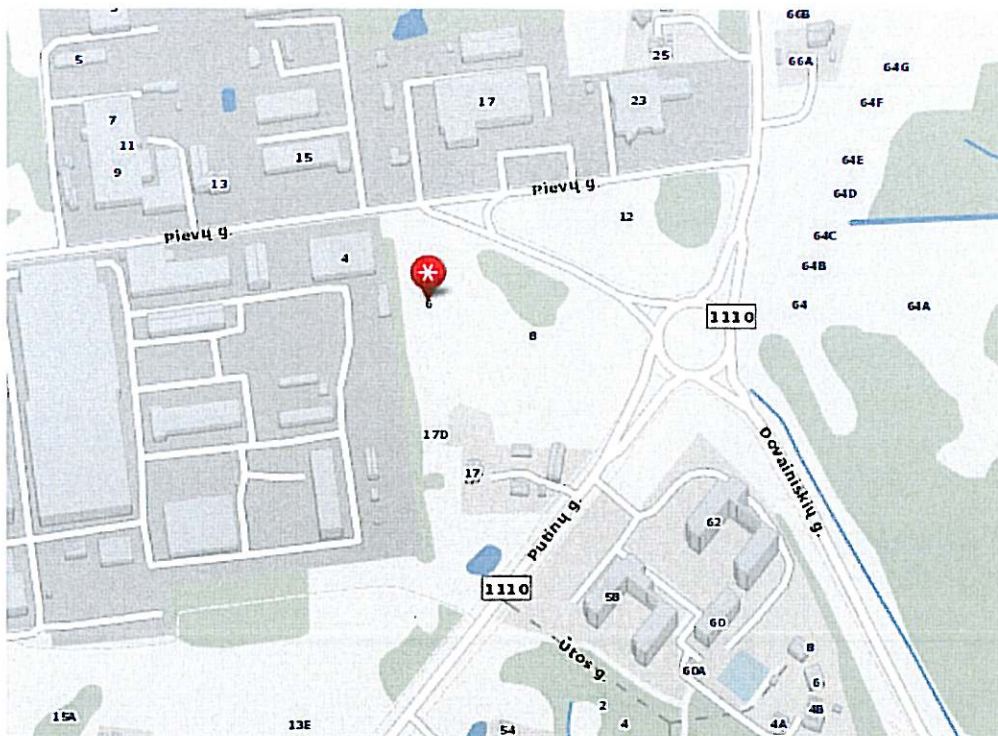 66B
5
25
66A
64G
7
17
23
64F
11
15
9
13
64E
Pievų g.
64D
12
Pievų g.
64C
4
64B
6
64
64A
1110
8
17D
17
Dovainiškių g.
62
Putinų g.
1110
58
60
Ūtos g.
8
60A
6
2
15A
13E
54
4
4A
4B